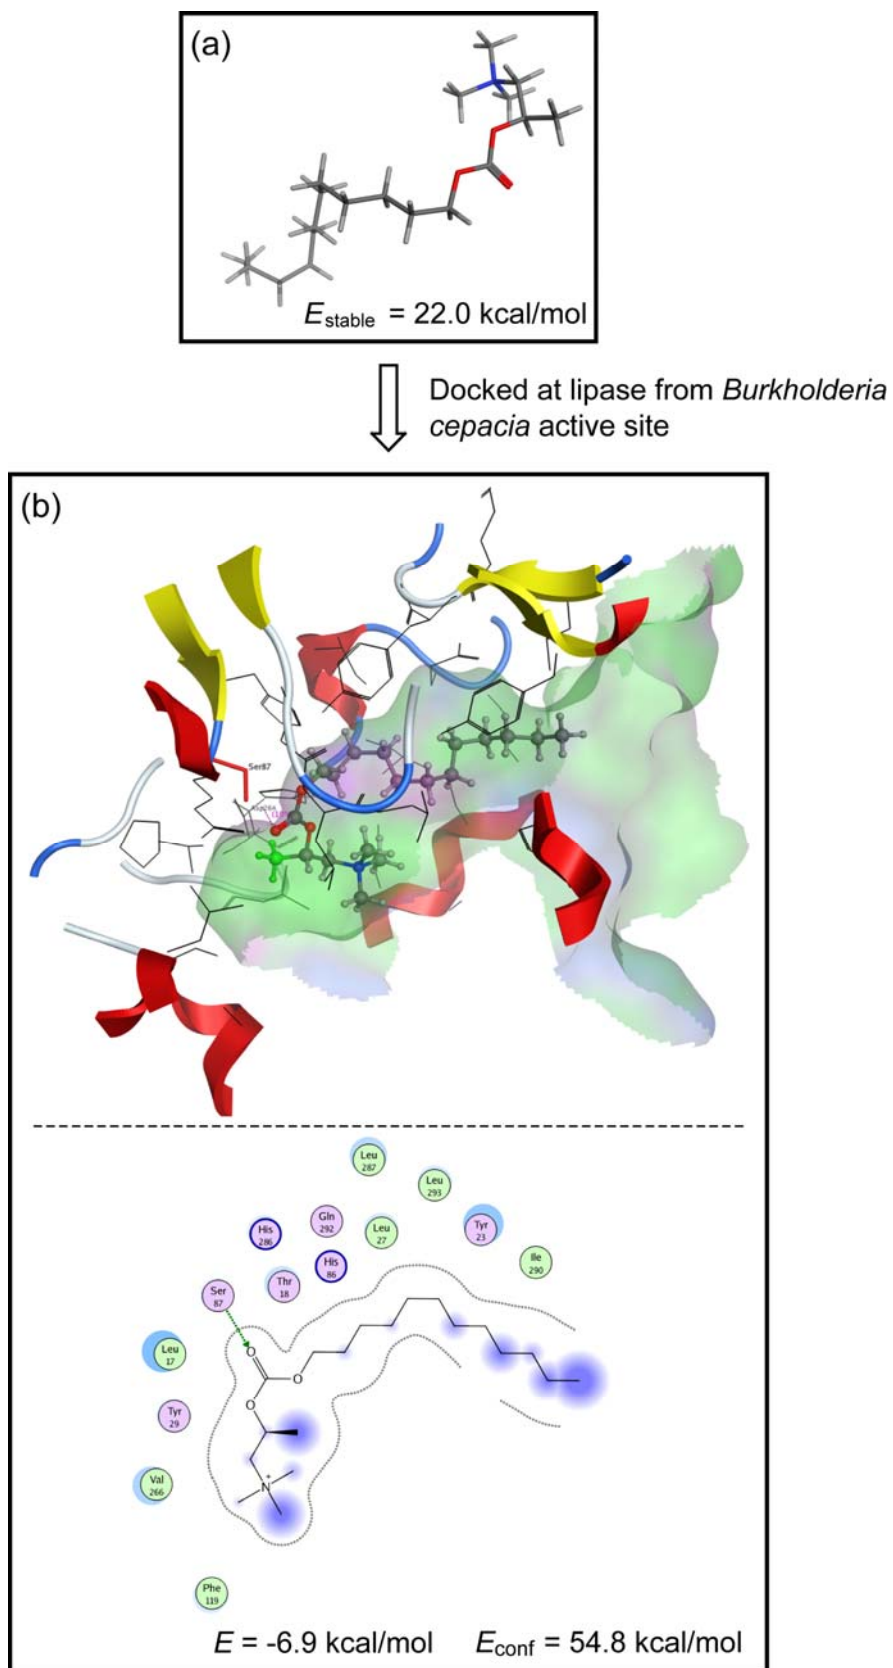 (a)
E stable = 22.0 kcal/mol
Docked at lipase from Burkholderia
cepacia active site
(b)
Ser87
Leu
287
Leu
293
Gln
292
His
286
Leu
27
Tyr
23
Ile
290
His
86
Thr
18
Ser
87
O
O
O
Leu
17
Tyr
29
N+
Val
266
Phe
119
E = -6.9 kcal/mol
Econf = 54.8 kcal/mol